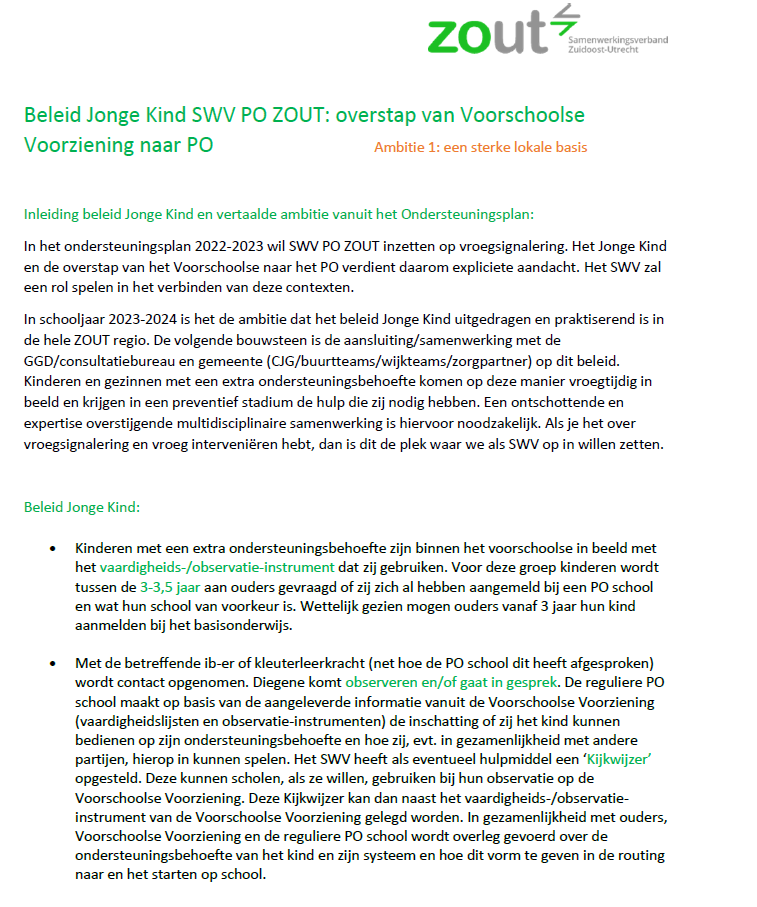 zout
Samenwerkingsverband
Zuidoost-Utrecht
Beleid Jonge Kind SWV PO ZOUT: overstap van Voorschoolse
Voorziening naar PO Ambitie 1: een sterke lokale basis
Inleiding beleid Jonge Kind en vertaalde ambitie vanuit het Ondersteuningsplan:
In het ondersteuningsplan 2022-2023 wil SWV PO ZOUT inzetten op vroegsignalering. Het Jonge Kind
en de overstap van het Voorschoolse naar het PO verdient daarom expliciete aandacht. Het SWV zal
een rol spelen in het verbinden van deze contexten.
In schooljaar 2023-2024 is het de ambitie dat het beleid Jonge Kind uitgedragen en praktiserend is in
de hele ZOUT regio. De volgende bouwsteen is de aansluiting/samenwerking met de
GGD/consultatiebureau en gemeente (CJG/buurtteams/wijkteams/zorgpartner) op dit beleid.
Kinderen en gezinnen met een extra ondersteuningsbehoefte komen op deze manier vroegtijdig in
beeld en krijgen in een preventief stadium de hulp die zij nodig hebben. Een ontschottende en
expertise overstijgende multidisciplinaire samenwerking is hiervoor noodzakelijk. Als je het over
vroegsignalering en vroeg interveniëren hebt, dan is dit de plek waar we als SWV op in willen zetten.
Beleid Jonge Kind:
• Kinderen met een extra ondersteuningsbehoefte zijn binnen het voorschoolse in beeld met
het vaardigheids-/observatie-instrument dat zij gebruiken. Voor deze groep kinderen wordt
tussen de 3-3,5 jaar aan ouders gevraagd of zij zich al hebben aangemeld bij een PO school
en wat hun school van voorkeur is. Wettelijk gezien mogen ouders vanaf 3 jaar hun kind
aanmelden bij het basisonderwijs.
• Met de betreffende ib-er of kleuterleerkracht (net hoe de PO school dit heeft afgesproken)
wordt contact opgenomen. Diegene komt observeren en/of gaat in gesprek. De reguliere PO
school maakt op basis van de aangeleverde informatie vanuit de Voorschoolse Voorziening
(vaardigheidslijsten en observatie-instrumenten) de inschatting of zij het kind kunnen
bedienen op zijn ondersteuningsbehoefte en hoe zij, evt. in gezamenlijkheid met andere
partijen, hierop in kunnen spelen. Het SWV heeft als eventueel hulpmiddel een ‘Kijkwijzer’
opgesteld. Deze kunnen scholen, als ze willen, gebruiken bij hun observatie op de
Voorschoolse Voorziening. Deze Kijkwijzer kan dan naast het vaardigheids-/observatie-
instrument van de Voorschoolse Voorziening gelegd worden. In gezamenlijkheid met ouders,
Voorschoolse Voorziening en de reguliere PO school wordt overleg gevoerd over de
ondersteuningsbehoefte van het kind en zijn systeem en hoe dit vorm te geven in de routing
naar en het starten op school.